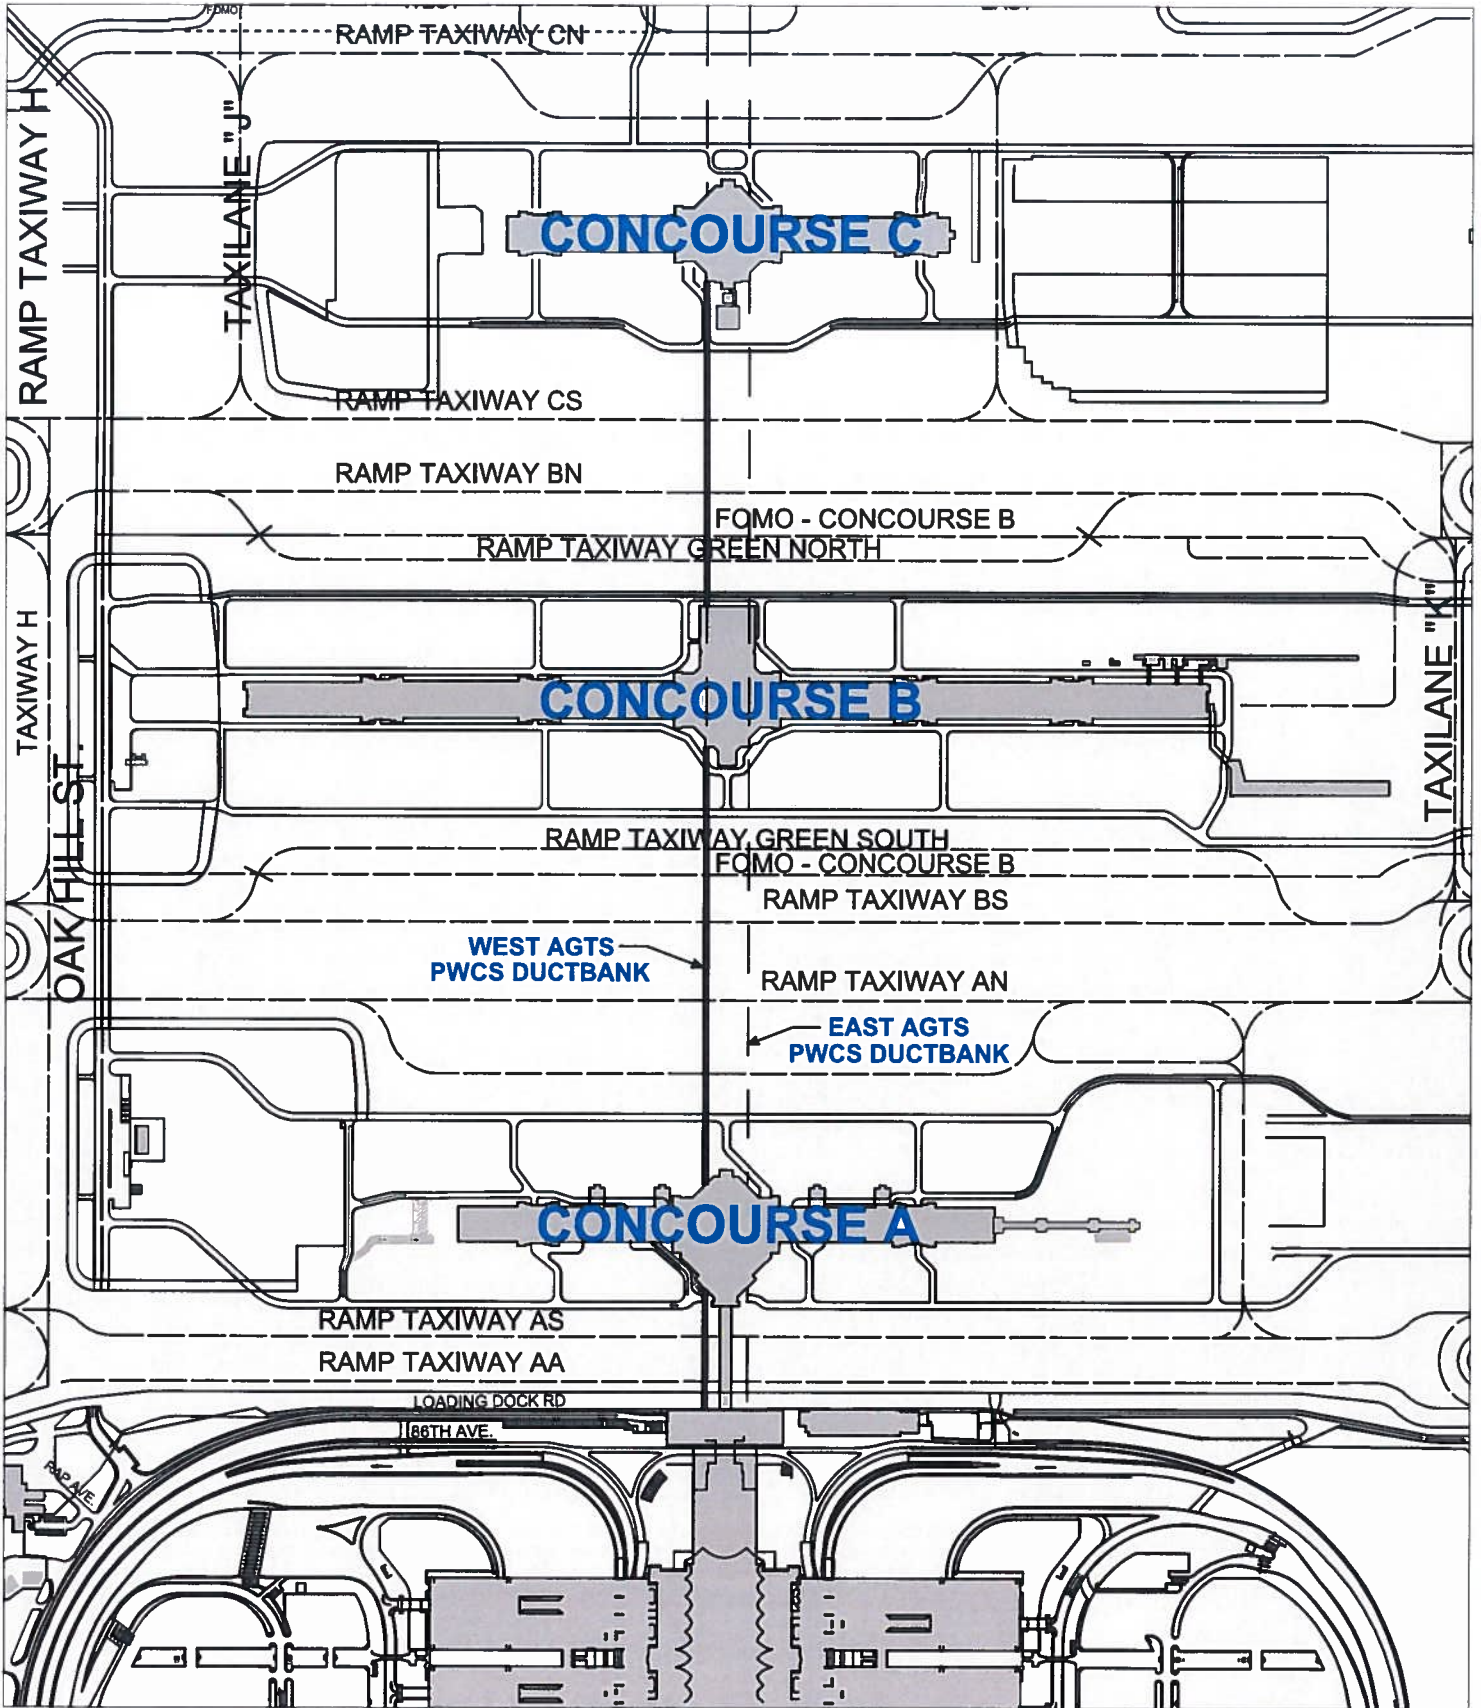 FOMO
RAMP TAXIWAY CN
RAMP TAXIWAY H
TAXILANE "J"
CONCOURSE C
RAMP TAXIWAY CS
RAMP TAXIWAY BN
FOMO - CONCOURSE B
RAMP TAXIWAY GREEN NORTH
TAXIWAY H
TAXILANE "K"
CONCOURSE B
OAK HILL ST.
RAMP TAXIWAY GREEN SOUTH
FOMO - CONCOURSE B
RAMP TAXIWAY BS
WEST AGTS
PWCS DUCTBANK
RAMP TAXIWAY AN
EAST AGTS
PWCS DUCTBANK
CONCOURSE A
RAMP TAXIWAY AS
RAMP TAXIWAY AA
LOADING DOCK RD
86TH AVE.
RAP AVE.